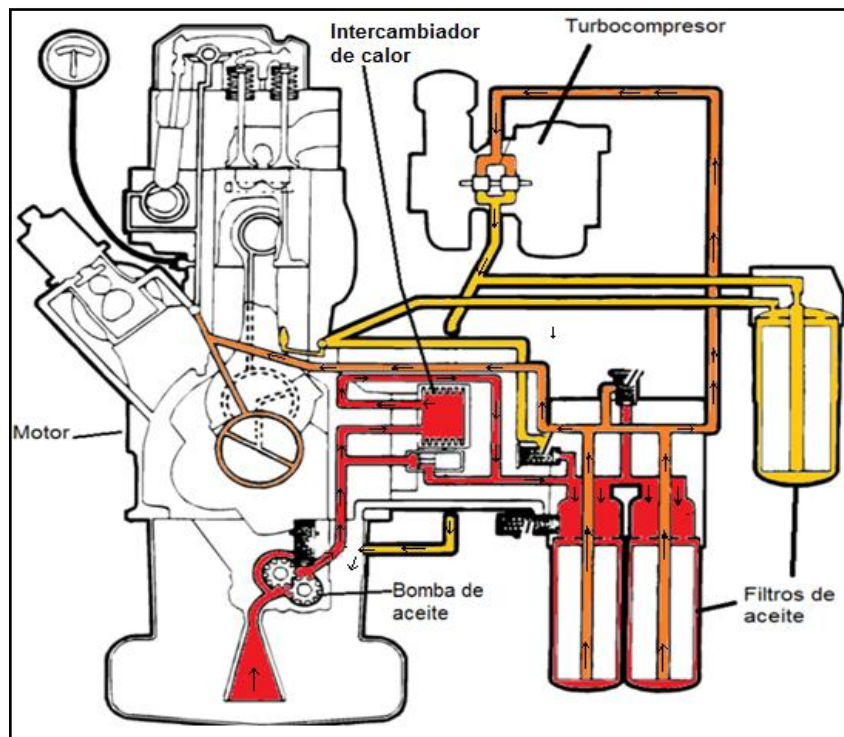 Intercambiador
de calor
Turbocompresor
Motor
Bomba de
aceite
Filtros de
aceite